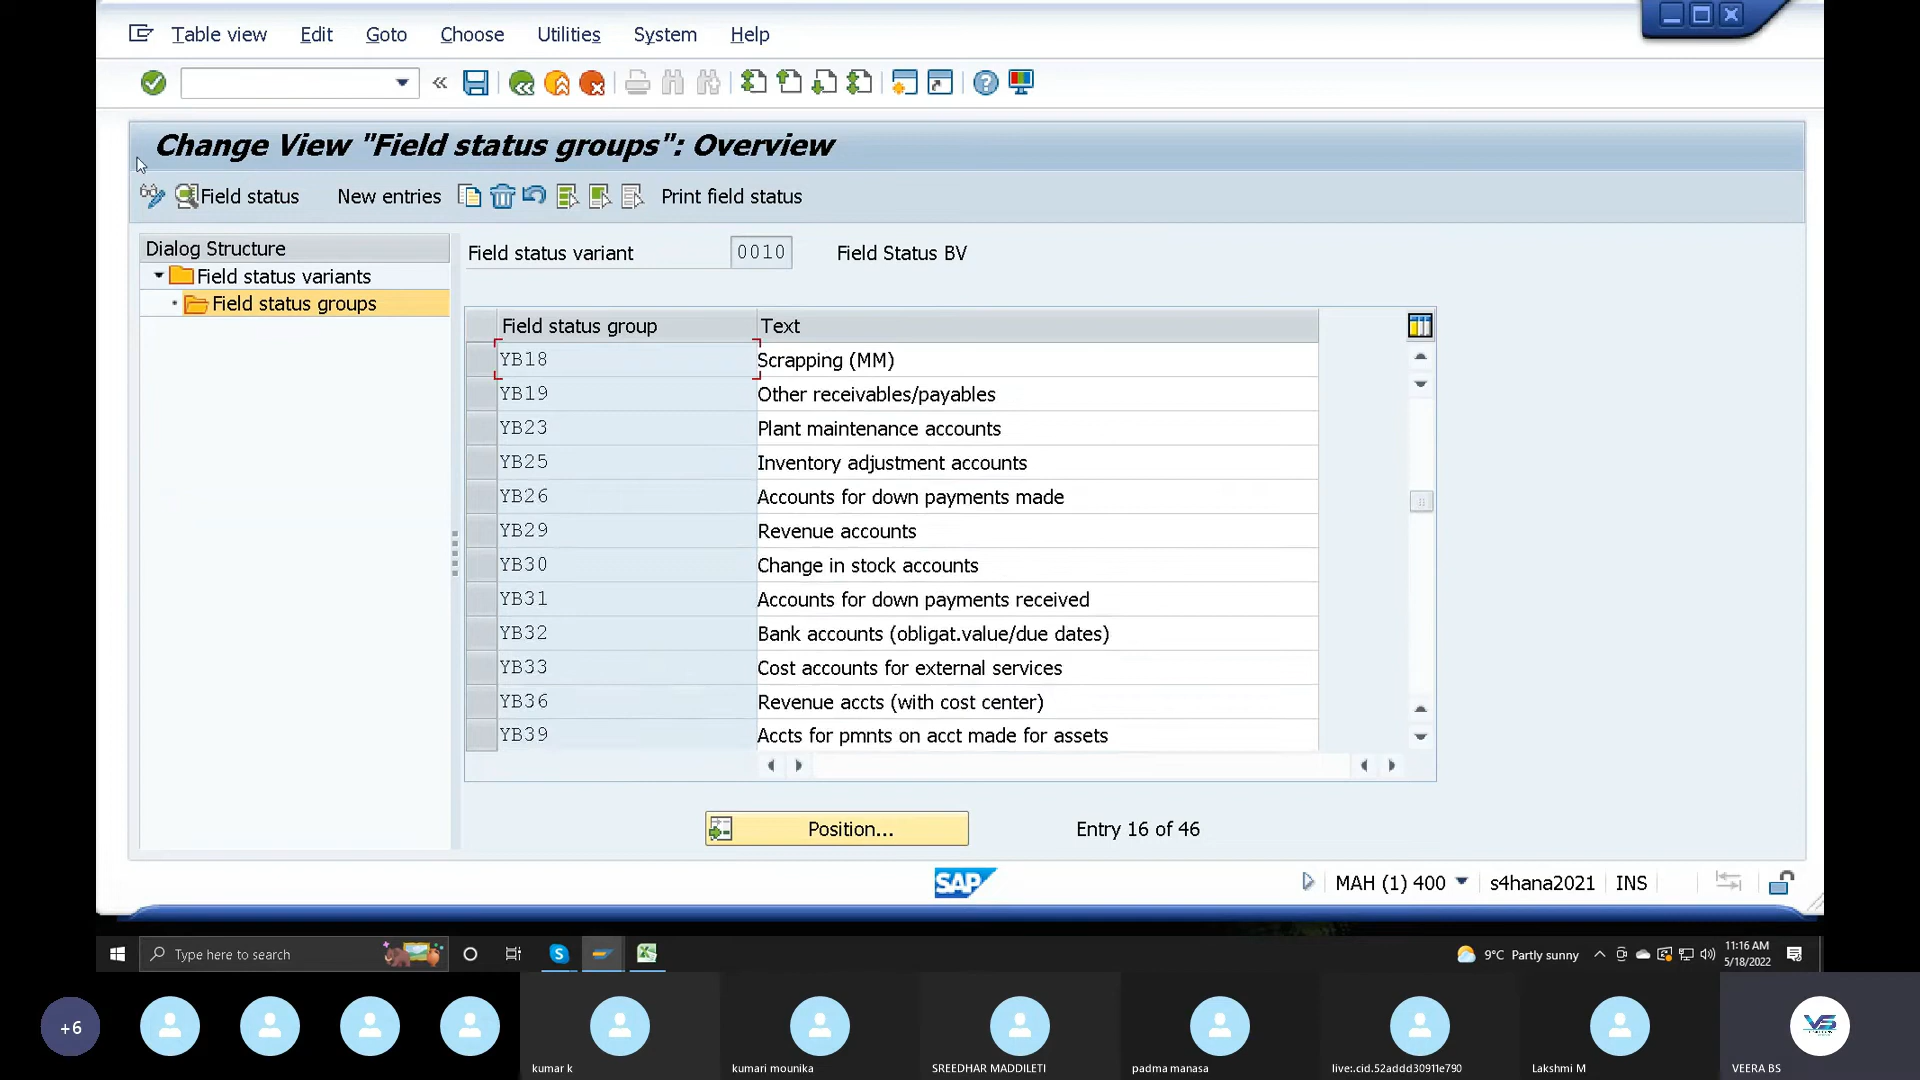 Table view Edit Goto Choose Utilities System Help
Change View "Field status groups": Overview
Field status New entries Print field status
Dialog Structure
Field status variants
Field status groups
Field status variant 0010 Field Status BV
Field status group Text
YB18 Scrapping (MM)
YB19 Other receivables/payables
YB23 Plant maintenance accounts
YB25 Inventory adjustment accounts
YB26 Accounts for down payments made
YB29 Revenue accounts
YB30 Change in stock accounts
YB31 Accounts for down payments received
YB32 Bank accounts (obligat.value/due dates)
YB33 Cost accounts for external services
YB36 Revenue accts (with cost center)
YB39 Accts for pmnts on acct made for assets
Position... Entry 16 of 46
SAP MAH (1) 400 s4hana2021 INS
Type here to search 9°C Partly sunny 11:16 AM
5/18/2022
+6 VS
kumar k kumari mounika SREEDHAR MADDILETI padma manasa live:.cid.52addd30911e790 Lakshmi M VEERA BS